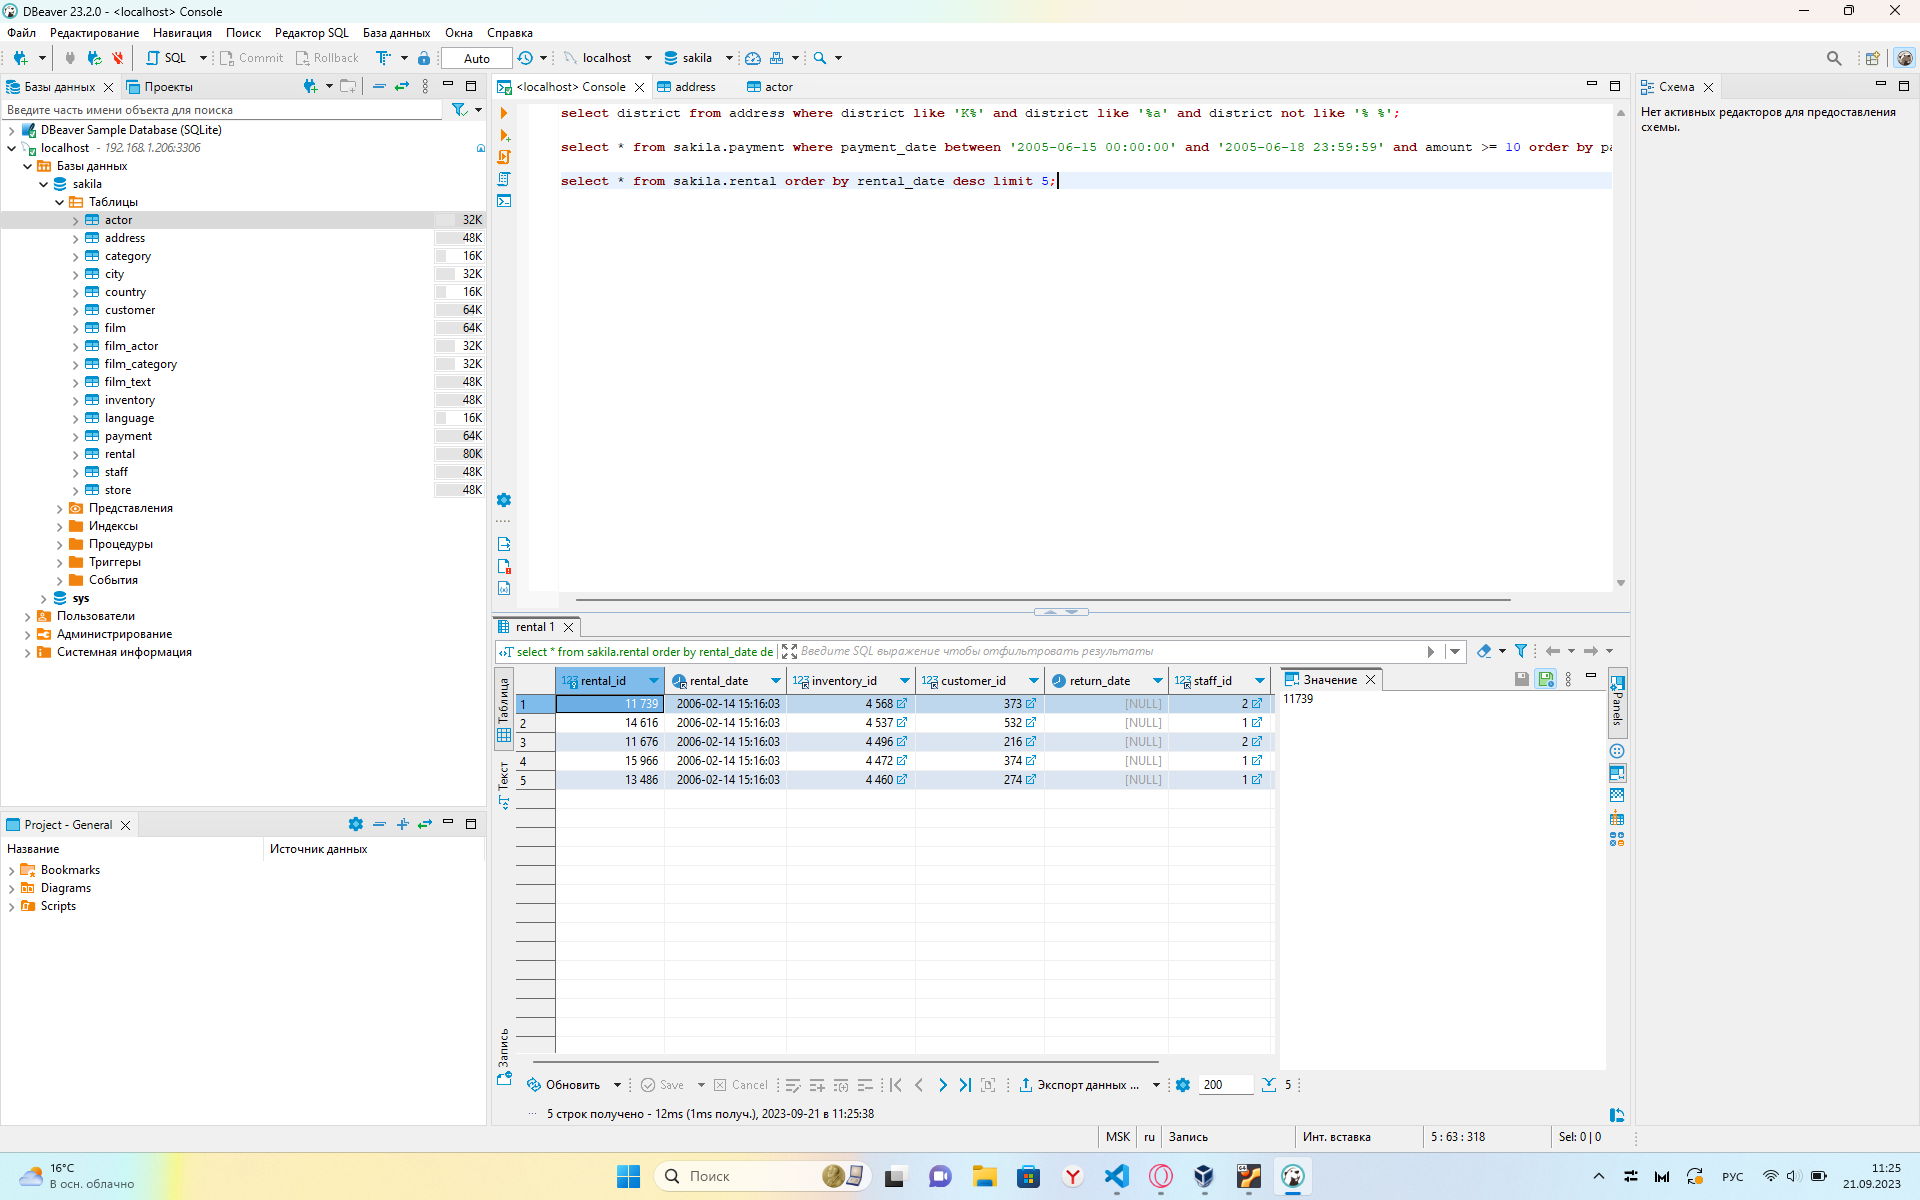 DBeaver 23.2.0 - <localhost> Console
Файл Редактирование Навигация Поиск Редактор SQL База данных Окна Справка
SQL Commit Rollback Auto localhost sakila
Базы данных Проекты
Введите часть имени объекта для поиска
DBeaver Sample Database (SQLite)
localhost - 192.168.1.206:3306
Базы данных
sakila
Таблицы
actor 32K
address 48K
category 16K
city 32K
country 16K
customer 64K
film 64K
film_actor 32K
film_category 32K
film_text 48K
inventory 48K
language 16K
payment 64K
rental 80K
staff 48K
store 48K
Представления
Индексы
Процедуры
Триггеры
События
sys
Пользователи
Администрирование
Системная информация
Project - General
Название Источник данных
Bookmarks
Diagrams
Scripts
<localhost> Console address actor
select district from address where district like 'K%' and district like '%a' and district not like '% %';
select * from sakila.payment where payment_date between '2005-06-15 00:00:00' and '2005-06-18 23:59:59' and amount >= 10 order by pa
select * from sakila.rental order by rental_date desc limit 5;
rental 1
select * from sakila.rental order by rental_date de Введите SQL выражение чтобы отфильтровать результаты
Таблица
Текст
Запись
rental_id rental_date inventory_id customer_id return_date staff_id
1 11 739 2006-02-14 15:16:03 4 568 373 [NULL] 2
2 14 616 2006-02-14 15:16:03 4 537 532 [NULL] 1
3 11 676 2006-02-14 15:16:03 4 496 216 [NULL] 2
4 15 966 2006-02-14 15:16:03 4 472 374 [NULL] 1
5 13 486 2006-02-14 15:16:03 4 460 274 [NULL] 1
Значение
11739
Panels
Обновить Save Cancel Экспорт данных ... 200 5
5 строк получено - 12ms (1ms получ.), 2023-09-21 в 11:25:38
Схема
Нет активных редакторов для предоставления
схемы.
MSK ru Запись Инт. вставка 5 : 63 : 318 Sel: 0 | 0
16°C
В осн. облачно
Поиск
РУС
11:25
21.09.2023